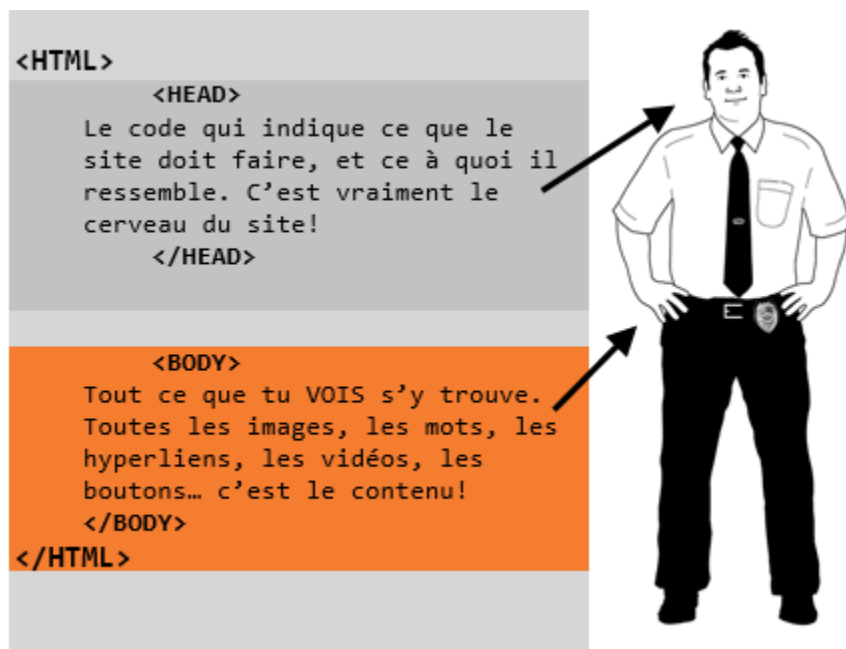 <HTML>
<HEAD>
Le code qui indique ce que le
site doit faire, et ce à quoi il
ressemble. C’est vraiment le
cerveau du site!
</HEAD>
<BODY>
Tout ce que tu VOIS s’y trouve.
Toutes les images, les mots, les
hyperliens, les vidéos, les
boutons… c’est le contenu!
</BODY>
</HTML>